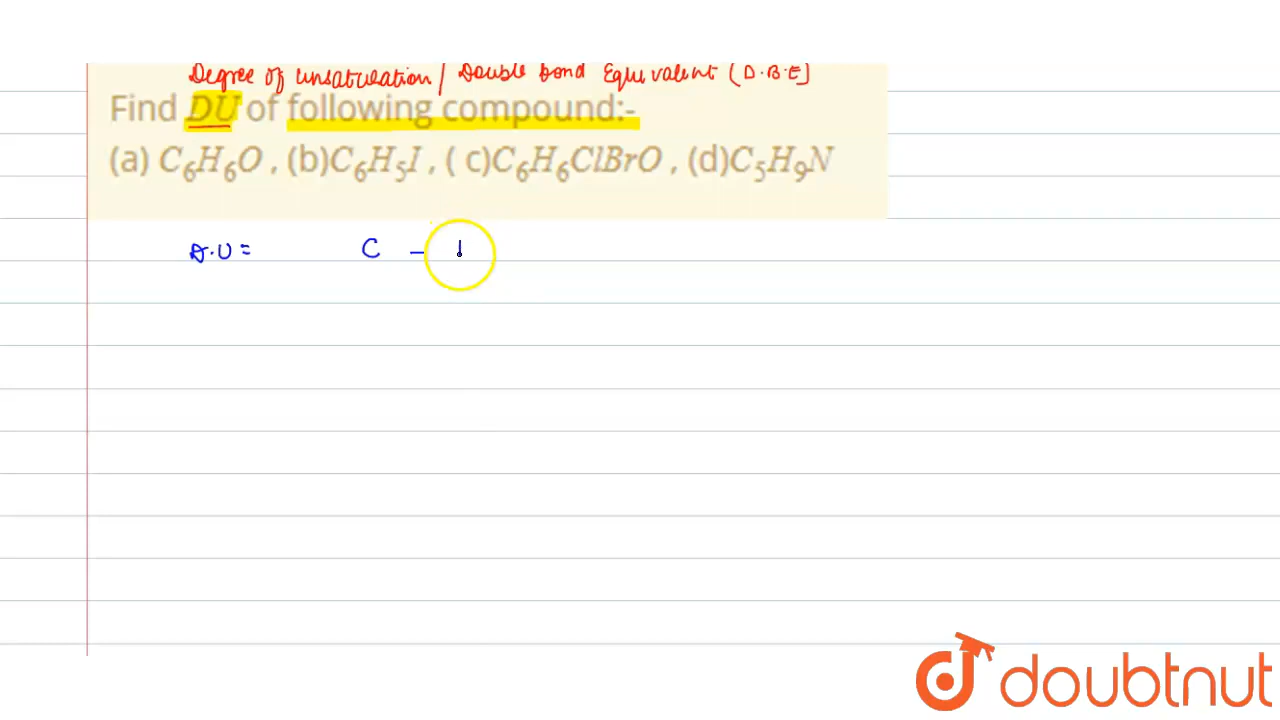 Degree of unsaturation / Double bond Equivalent (D.B.E)
Find DU of following compound:-
(a) C₆H₆O , (b)C₆H₅I , ( c)C₆H₆ClBrO , (d)C₅H₉N
D.U = C - 1
doubtnut